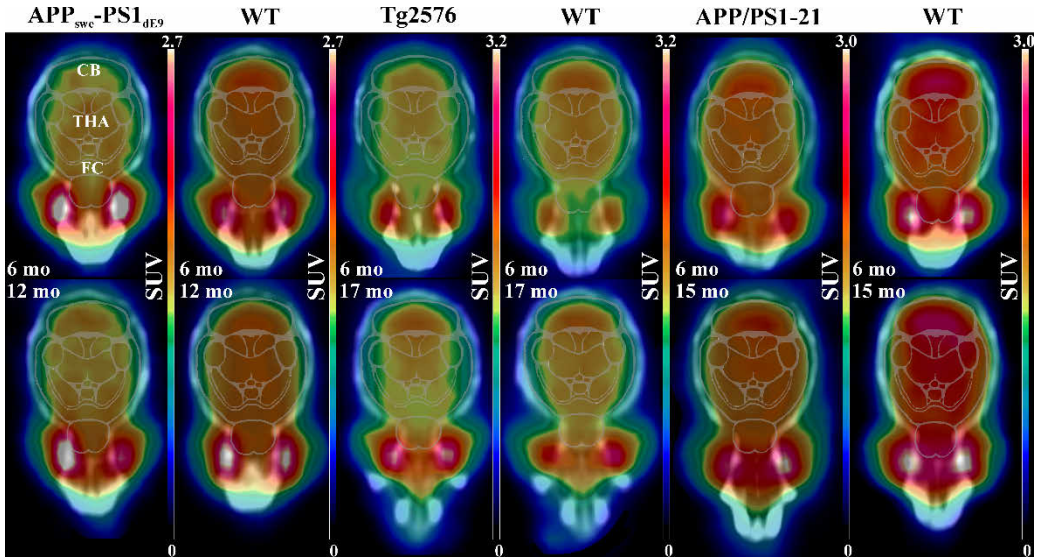 APPswe-PS1dE9 WT Tg2576 WT APP/PS1-21 WT
2.7 2.7 3.2 3.2 3.0 3.0
CB
THA
FC
6 mo SUV 6 mo SUV 6 mo SUV 6 mo SUV 6 mo SUV 6 mo SUV
12 mo 12 mo 17 mo 17 mo 15 mo 15 mo
0 0 0 0 0 0